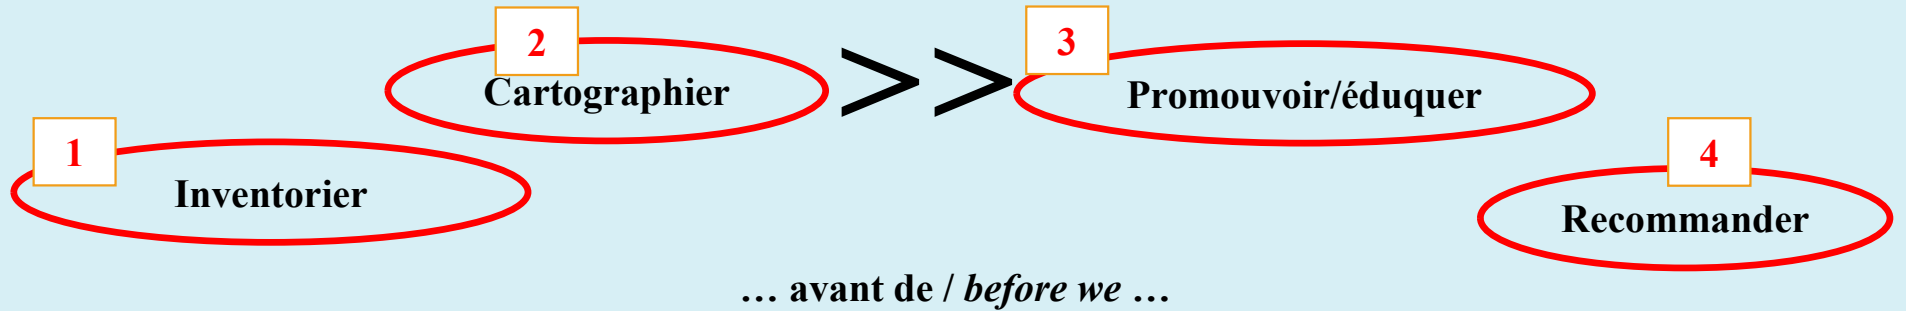 1
Inventorier
2
Cartographier
>>
3
Promouvoir/éduquer
4
Recommander
… avant de / before we …